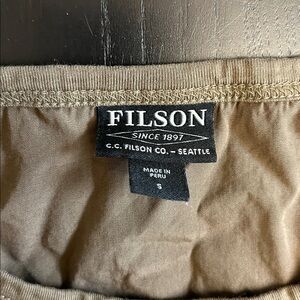 FILSON
SINCE 1897
C.C. FILSON CO. – SEATTLE
MADE IN
PERU
S